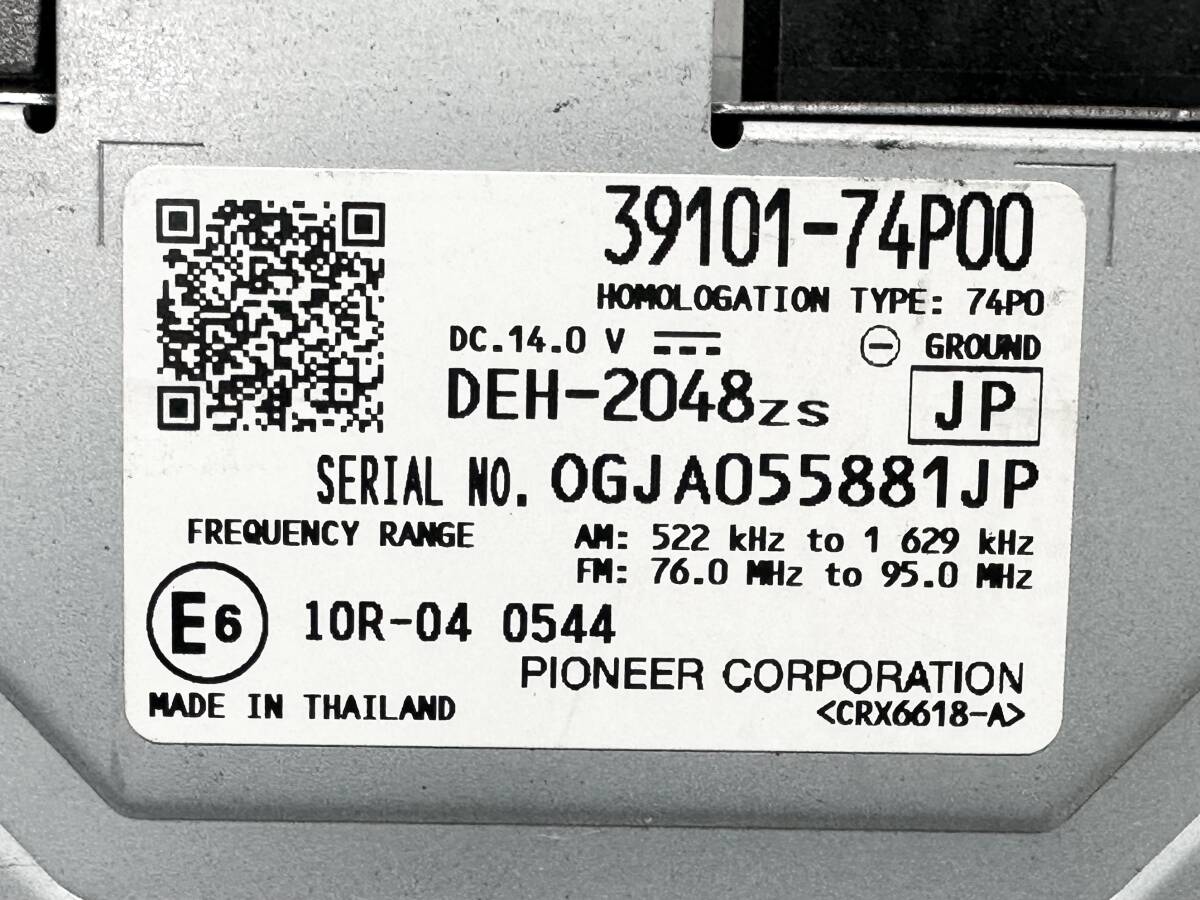 39101-74P00
HOMOLOGATION TYPE: 74P0
DC.14.0 V
GROUND
DEH-2048ZS
JP
SERIAL NO. OGJA055881JP
FREQUENCY RANGE
AM: 522 kHz to 1 629 kHz
FM: 76.0 MHz to 95.0 MHz
E6 10R-04 0544
PIONEER CORPORATION
MADE IN THAILAND
<CRX6618-A>